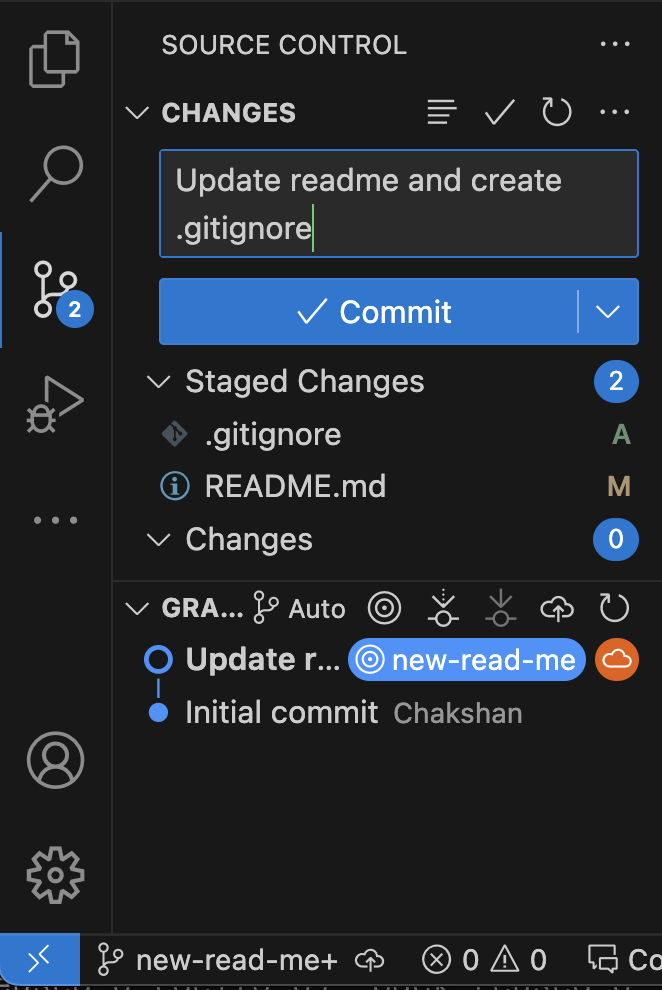 SOURCE CONTROL
CHANGES
Update readme and create
.gitignore
Commit
Staged Changes 2
.gitignore A
README.md M
Changes 0
GRA... Auto
Update r... new-read-me
Initial commit Chakshan
2
new-read-me+ 0 0 Co